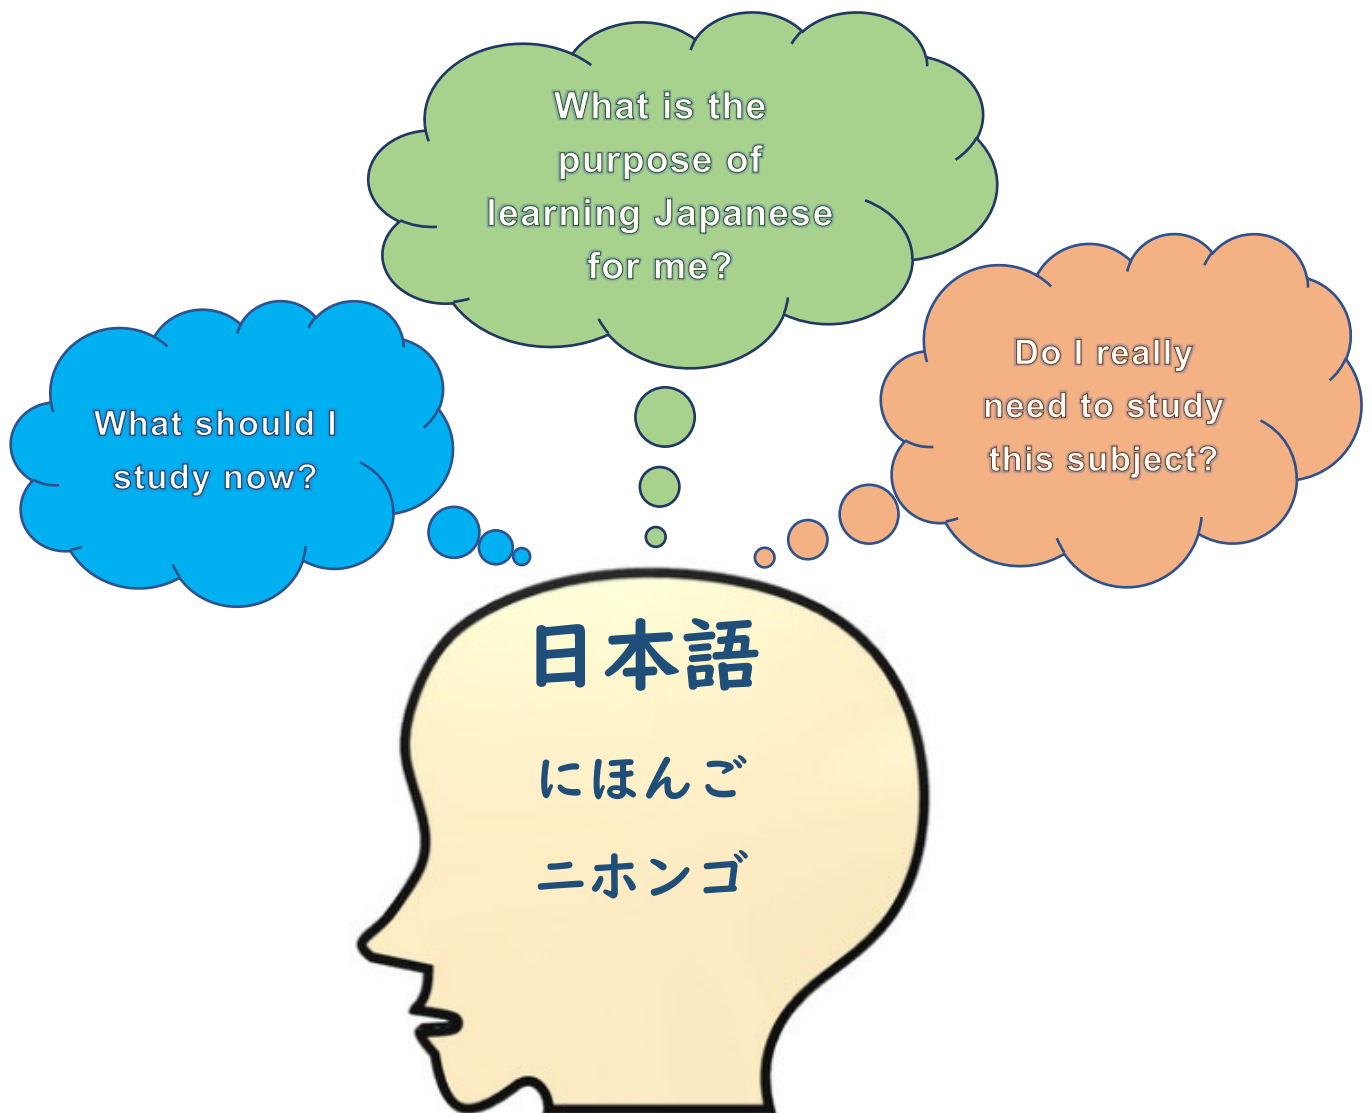 What is the
purpose of
learning Japanese
for me?
What should I
study now?
Do I really
need to study
this subject?
日本語
にほんご
ニホンゴ